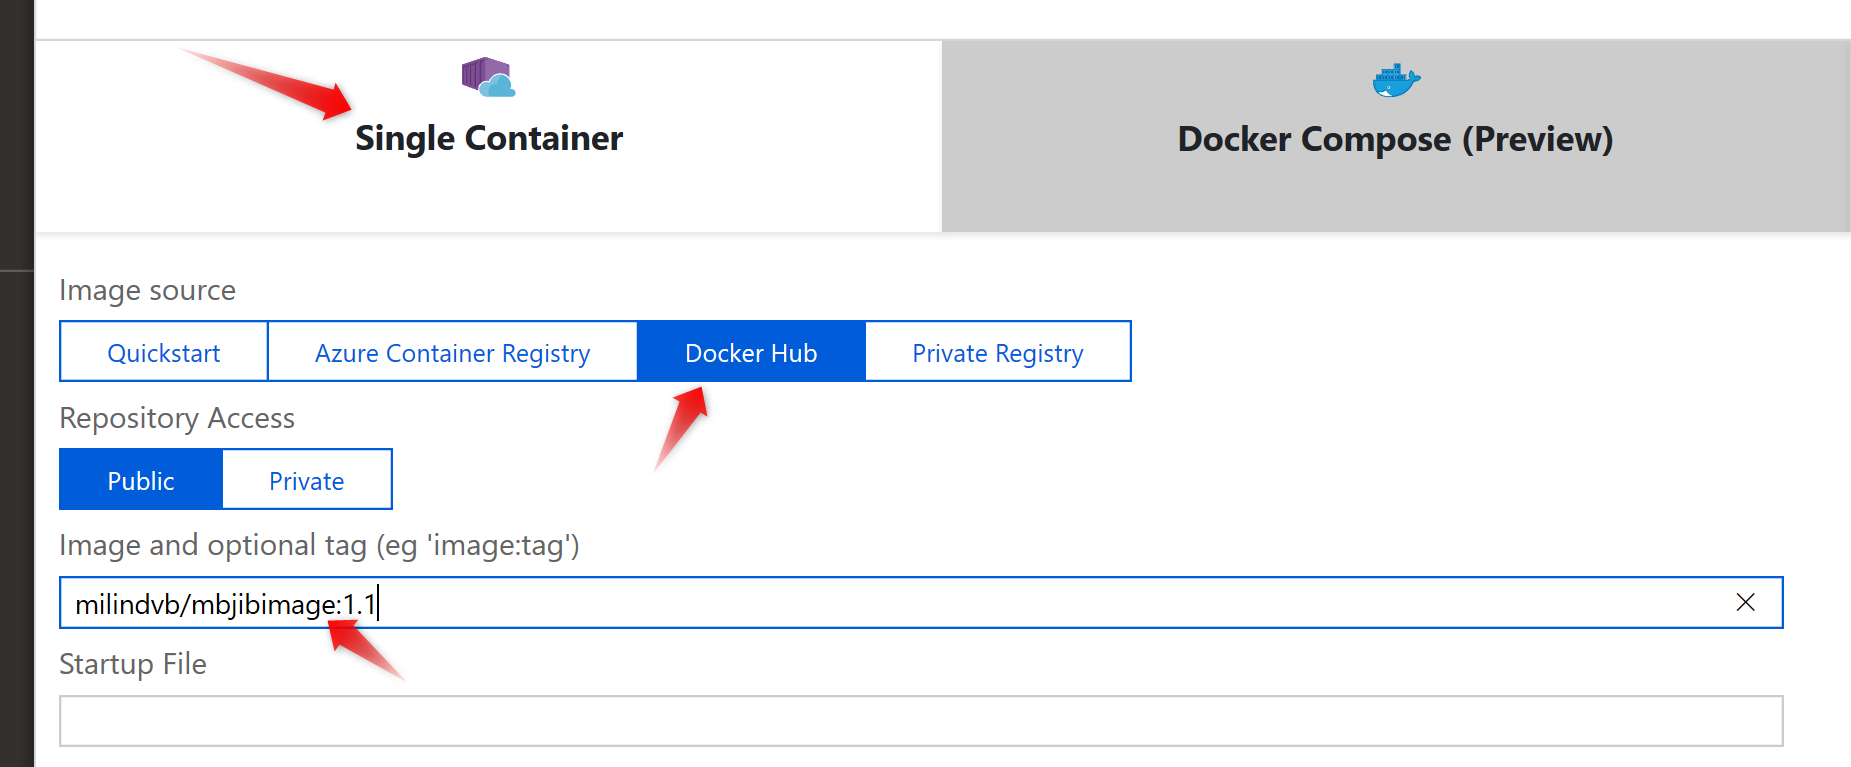 Single Container
Docker Compose (Preview)
Image source
Quickstart
Azure Container Registry
Docker Hub
Private Registry
Repository Access
Public
Private
Image and optional tag (eg 'image:tag')
milindvb/mbjibimage:1.1
Startup File